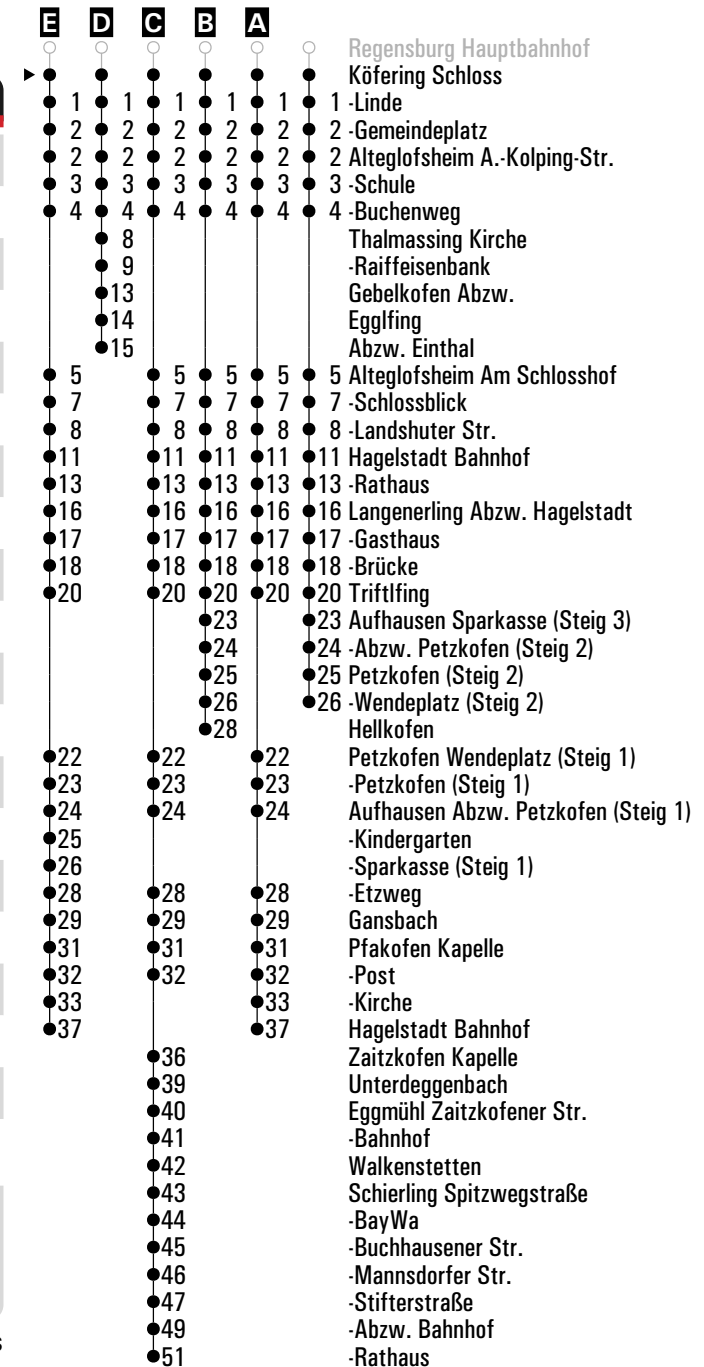 E D C B A
Regensburg Hauptbahnhof
Köfering Schloss
1 1 1 1 1 1 -Linde
2 2 2 2 2 2 -Gemeindeplatz
2 2 2 2 2 2 Alteglofsheim A.-Kolping-Str.
3 3 3 3 3 3 -Schule
4 4 4 4 4 4 -Buchenweg
8 Thalmassing Kirche
9 -Raiffeisenbank
13 Gebelkofen Abzw.
14 Egglfing
15 Abzw. Einthal
5 5 5 5 5 Alteglofsheim Am Schlosshof
7 7 7 7 7 -Schlossblick
8 8 8 8 8 -Landshuter Str.
11 11 11 11 11 Hagelstadt Bahnhof
13 13 13 13 13 -Rathaus
16 16 16 16 16 Langenerling Abzw. Hagelstadt
17 17 17 17 17 -Gasthaus
18 18 18 18 18 -Brücke
20 20 20 20 20 Triftlfing
23 23 Aufhausen Sparkasse (Steig 3)
24 24 -Abzw. Petzkofen (Steig 2)
25 25 Petzkofen (Steig 2)
26 26 -Wendeplatz (Steig 2)
28 Hellkofen
22 22 22 Petzkofen Wendeplatz (Steig 1)
23 23 23 -Petzkofen (Steig 1)
24 24 24 Aufhausen Abzw. Petzkofen (Steig 1)
25 -Kindergarten
26 -Sparkasse (Steig 1)
28 28 28 -Etzweg
29 29 29 Gansbach
31 31 31 Pfakofen Kapelle
32 32 32 -Post
33 33 -Kirche
37 37 Hagelstadt Bahnhof
36 Zaitzkofen Kapelle
39 Unterdeggenbach
40 Eggmühl Zaitzkofener Str.
41 -Bahnhof
42 Walkenstetten
43 Schierling Spitzwegstraße
44 -BayWa
45 -Buchhausener Str.
46 -Mannsdorfer Str.
47 -Stifterstraße
49 -Abzw. Bahnhof
51 -Rathaus